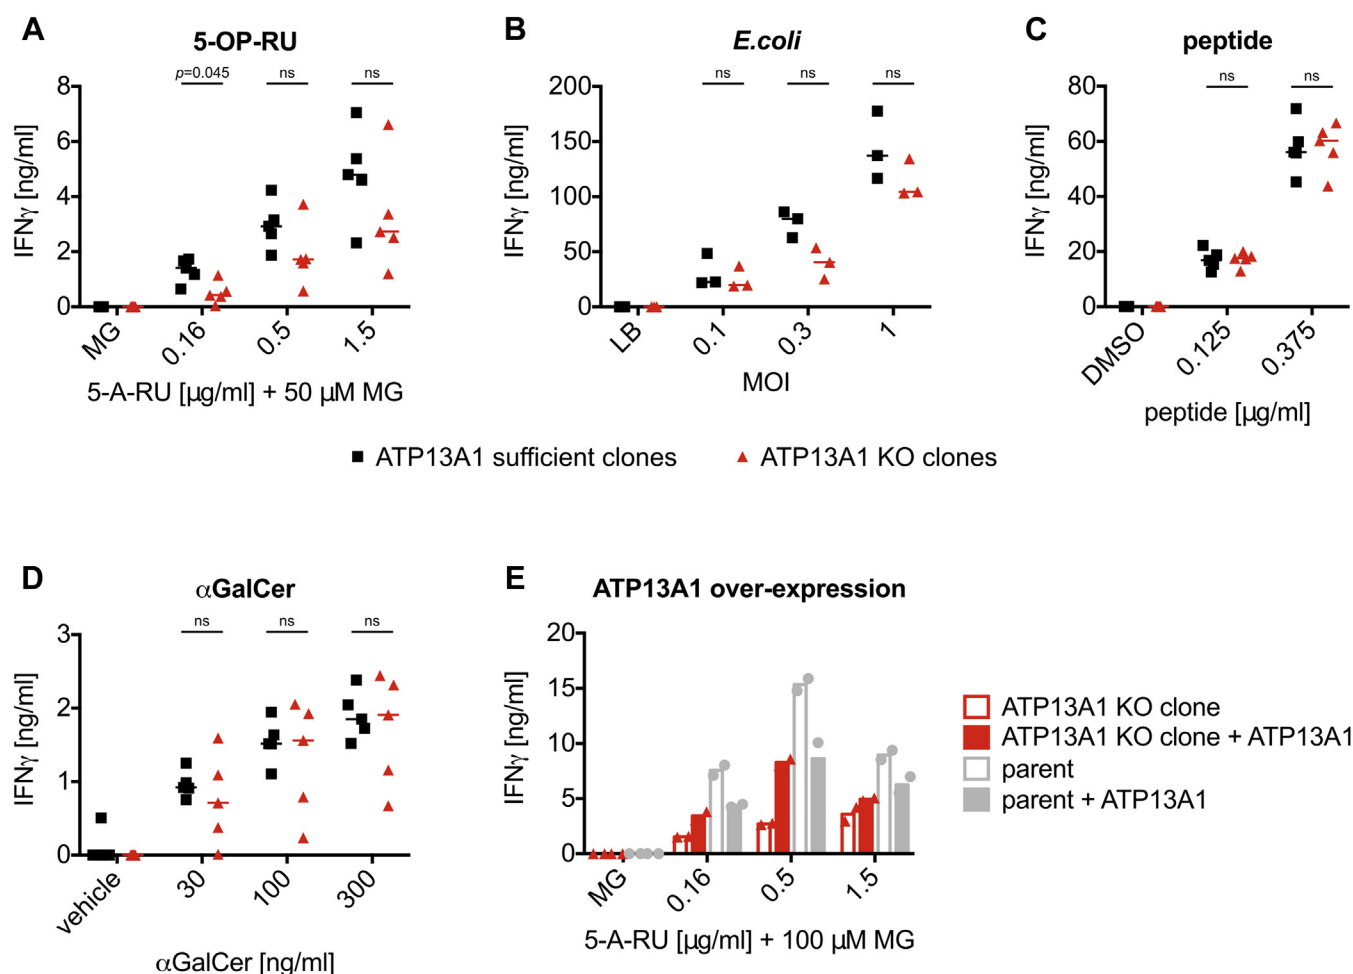 A
5-OP-RU
p=0.045
ns
ns
8
6
4
2
0
IFNγ [ng/ml]
MG
0.16
0.5
1.5
5-A-RU [µg/ml] + 50 µM MG
B
E.coli
ns
ns
ns
200
150
100
50
0
IFNγ [ng/ml]
LB
0.1
0.3
1
MOI
C
peptide
ns
ns
80
60
40
20
0
IFNγ [ng/ml]
DMSO
0.125
0.375
peptide [µg/ml]
ATP13A1 sufficient clones
ATP13A1 KO clones
D
αGalCer
ns
ns
ns
3
2
1
0
IFNγ [ng/ml]
vehicle
30
100
300
αGalCer [ng/ml]
E
ATP13A1 over-expression
20
15
10
5
0
IFNγ [ng/ml]
MG
0.16
0.5
1.5
5-A-RU [µg/ml] + 100 µM MG
ATP13A1 KO clone
ATP13A1 KO clone + ATP13A1
parent
parent + ATP13A1